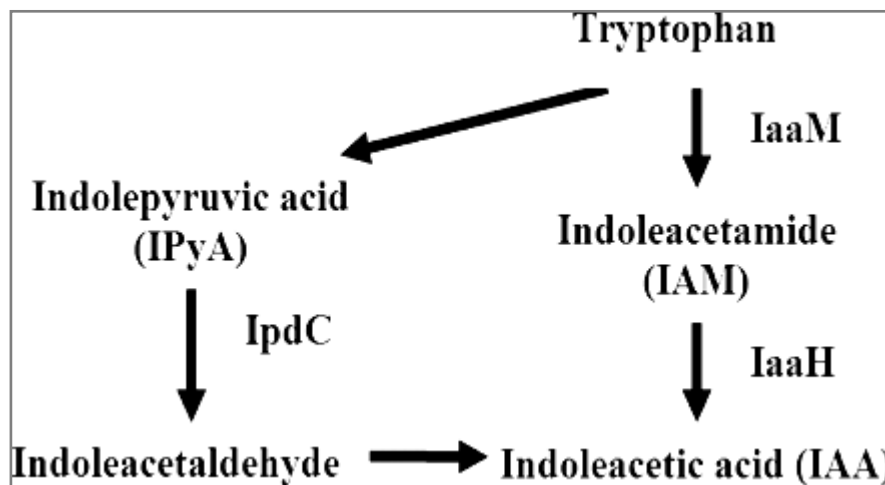 Tryptophan
IaaM
Indolepyruvic acid
(IPyA)
Indoleacetamide
(IAM)
IpdC
IaaH
Indoleacetaldehyde
Indoleacetic acid (IAA)